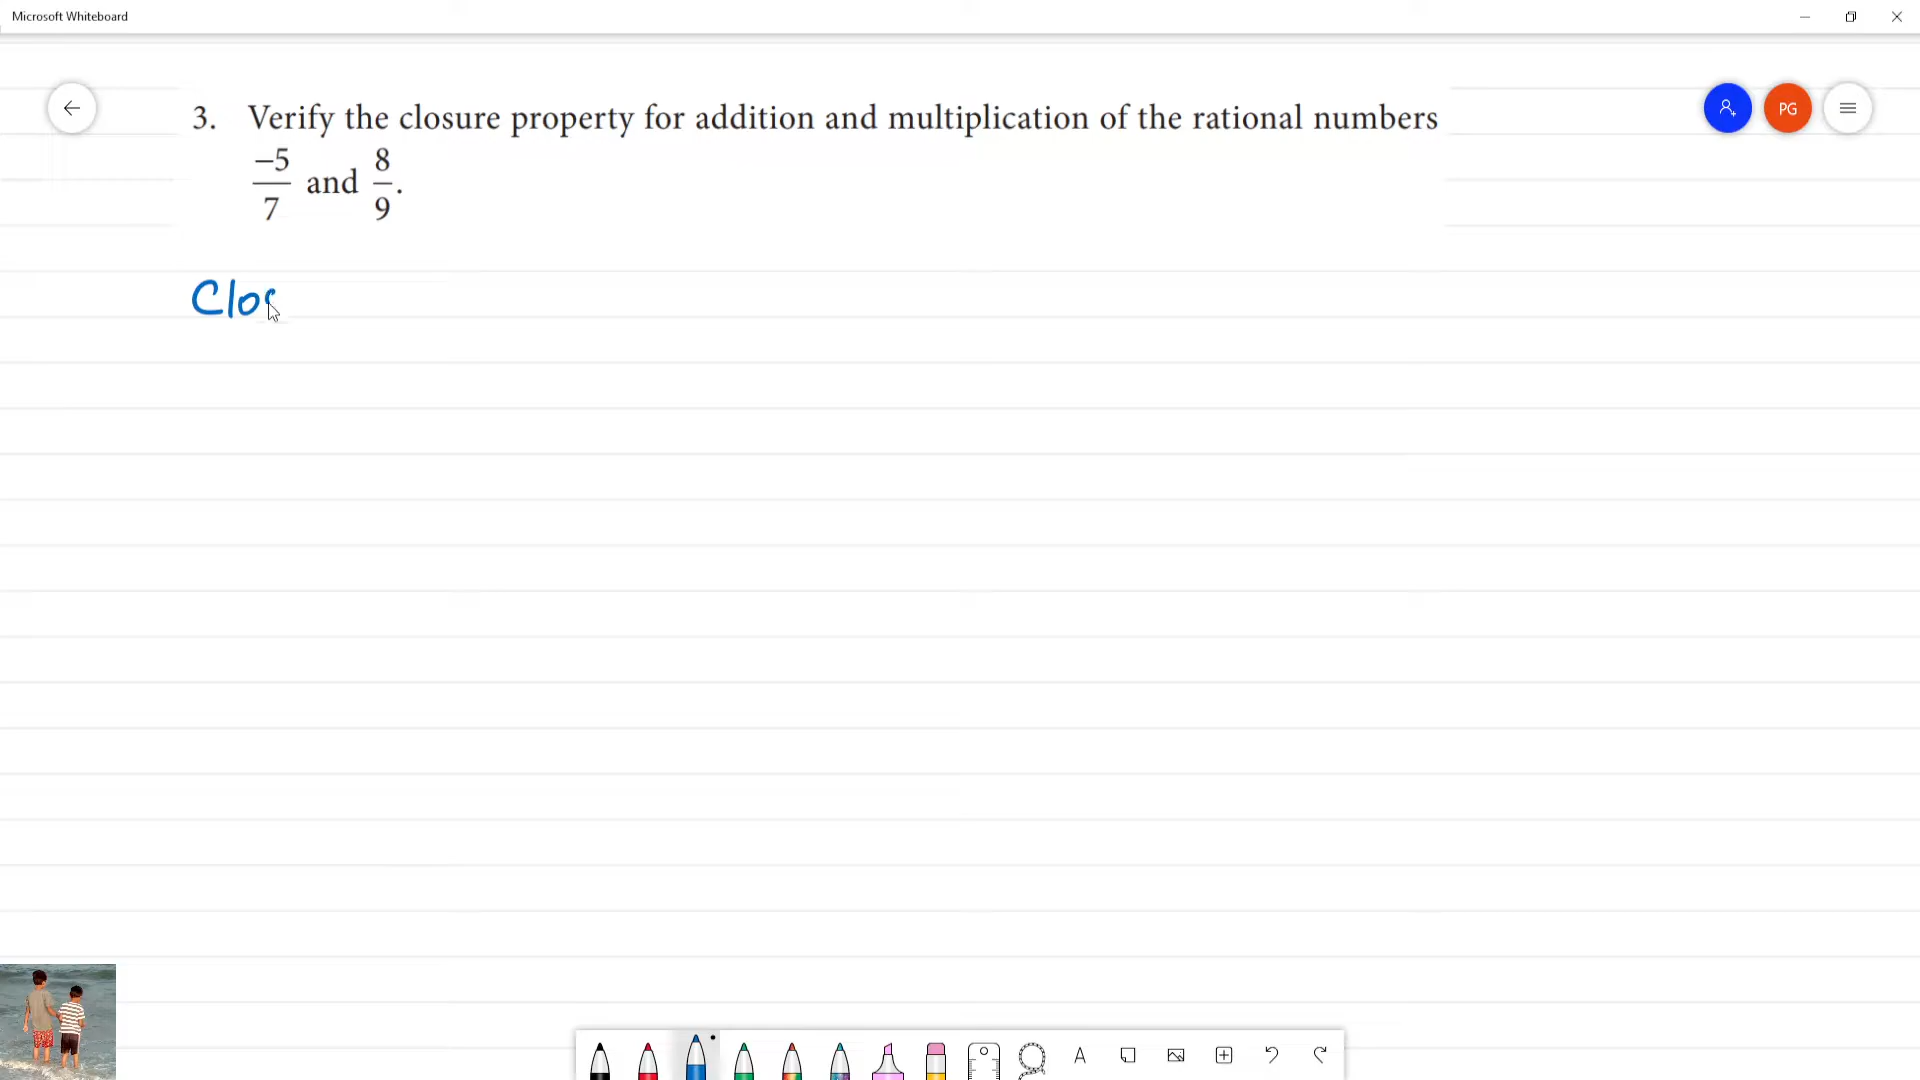 Microsoft Whiteboard
3. Verify the closure property for addition and multiplication of the rational numbers
−5/7 and 8/9.
PG
Clos
A